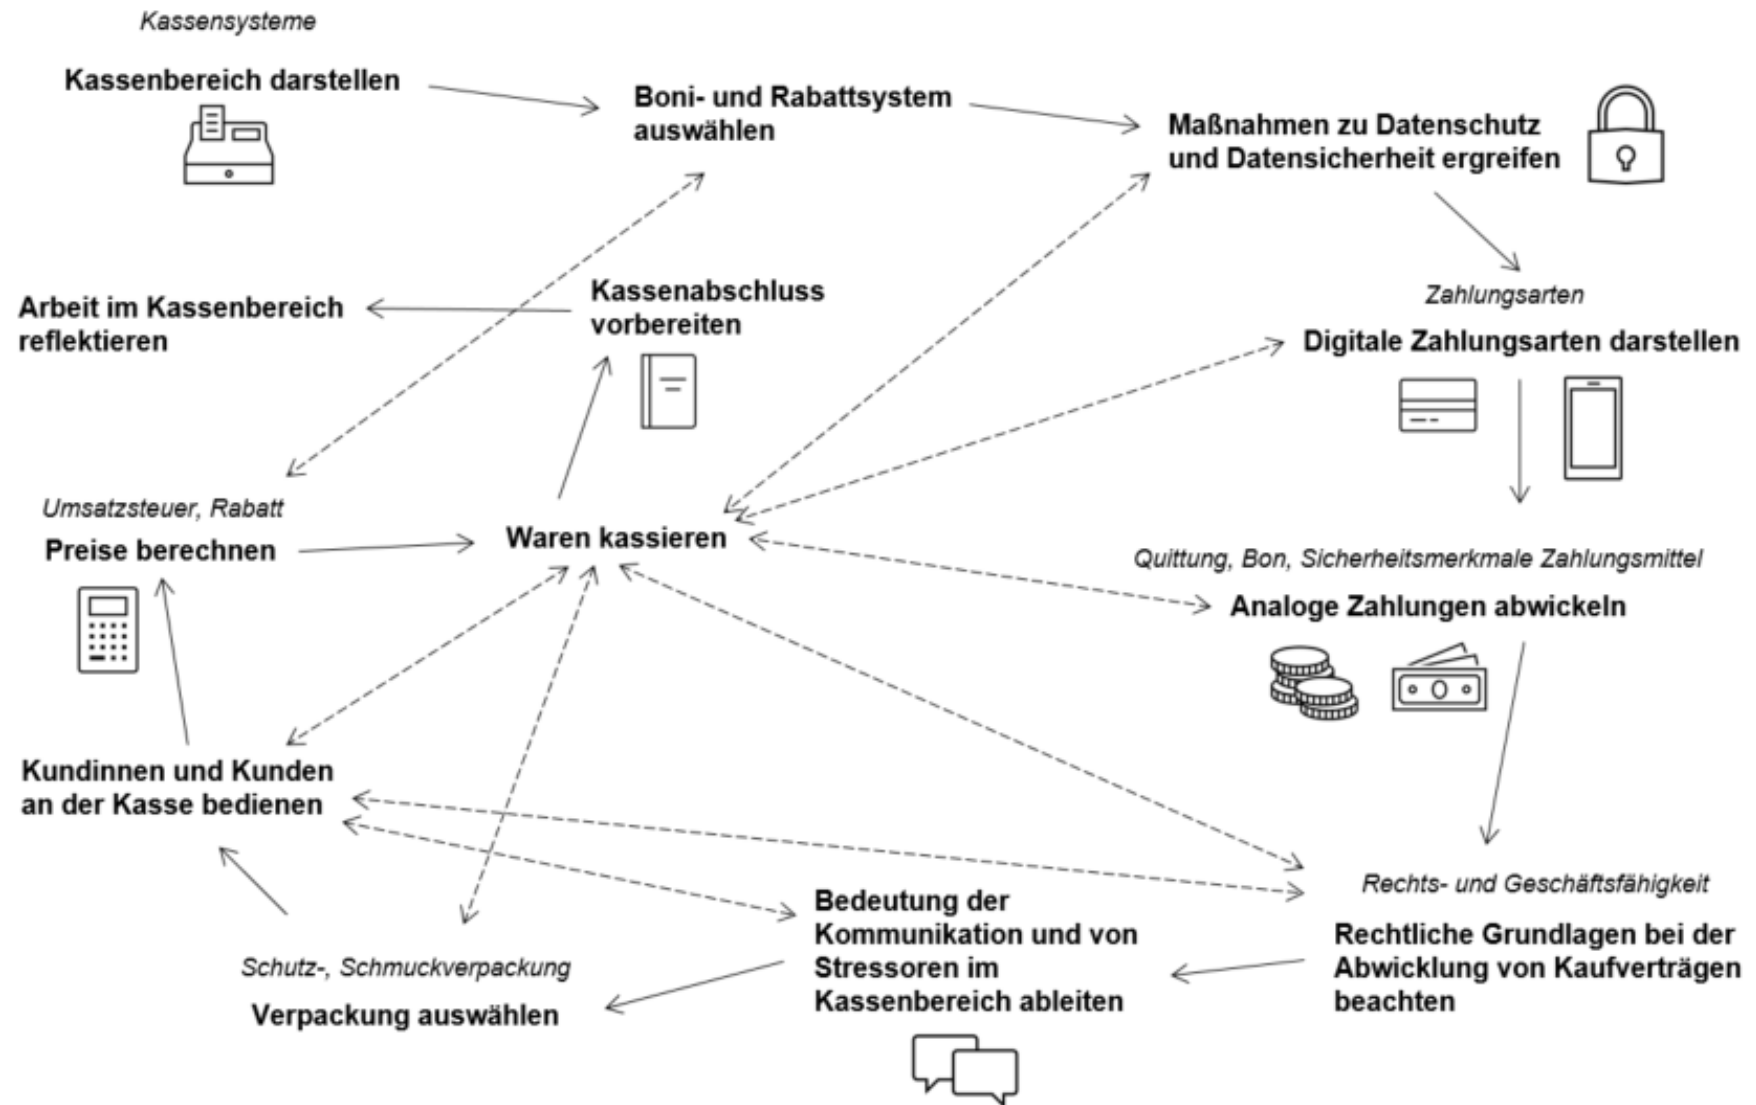 Kassensysteme
Kassenbereich darstellen
Boni- und Rabattsystem
auswählen
Maßnahmen zu Datenschutz
und Datensicherheit ergreifen
Zahlungsarten
Digitale Zahlungsarten darstellen
Kassenabschluss
vorbereiten
Arbeit im Kassenbereich
reflektieren
Umsatzsteuer, Rabatt
Preise berechnen
Waren kassieren
Quittung, Bon, Sicherheitsmerkmale Zahlungsmittel
Analoge Zahlungen abwickeln
Kundinnen und Kunden
an der Kasse bedienen
Rechts- und Geschäftsfähigkeit
Rechtliche Grundlagen bei der
Abwicklung von Kaufverträgen
beachten
Bedeutung der
Kommunikation und von
Stressoren im
Kassenbereich ableiten
Schutz-, Schmuckverpackung
Verpackung auswählen